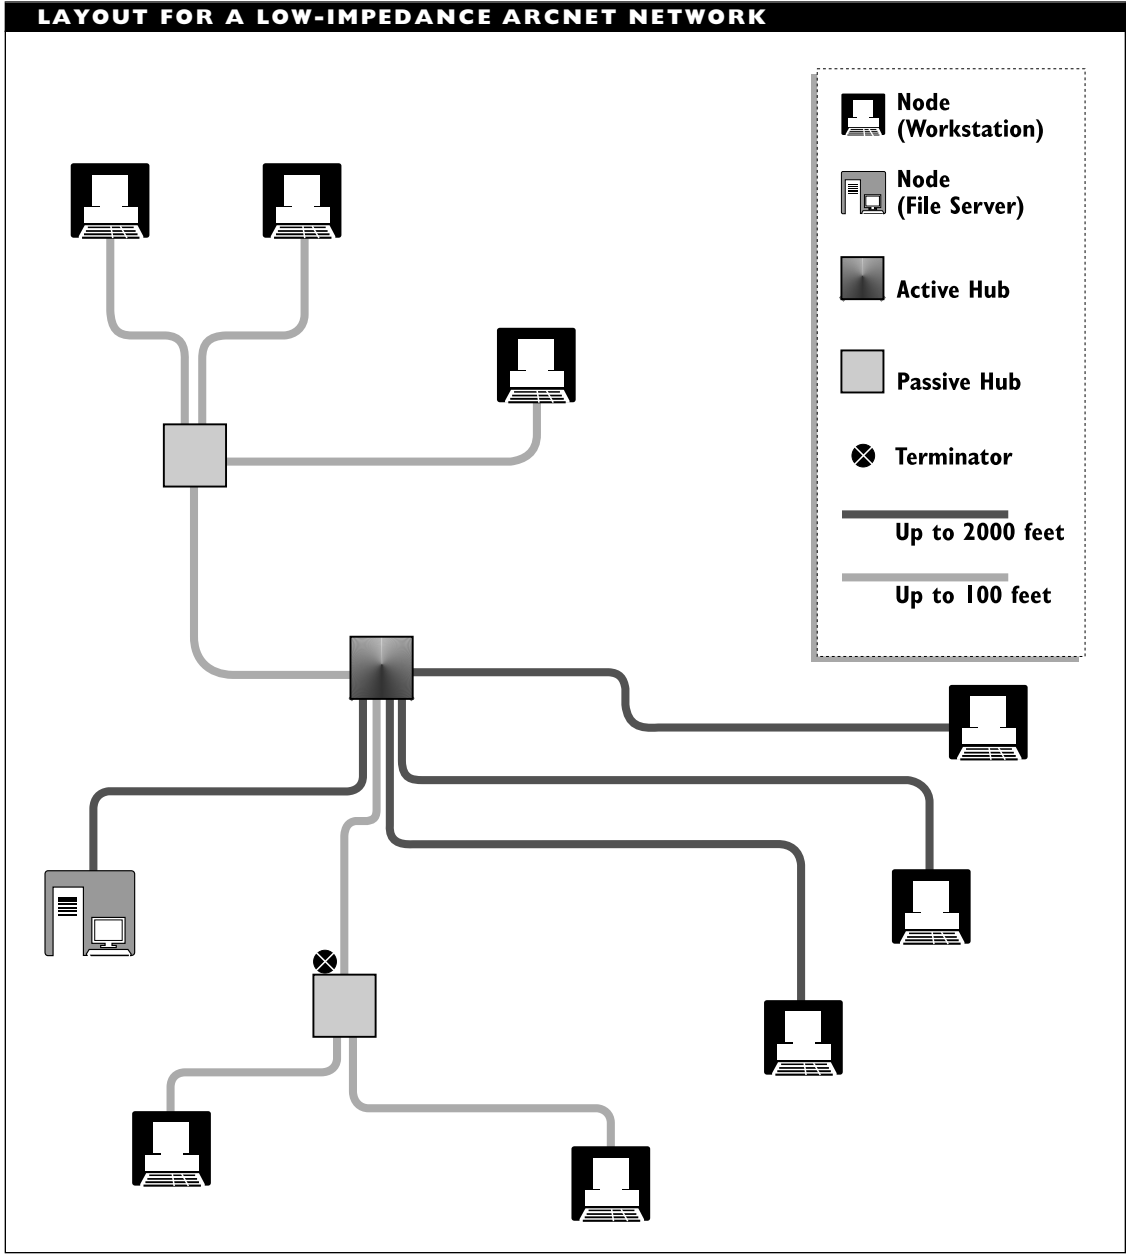 LAYOUT FOR A LOW-IMPEDANCE ARCNET NETWORK
Node
(Workstation)
Node
(File Server)
Active Hub
Passive Hub
Terminator
Up to 2000 feet
Up to 100 feet